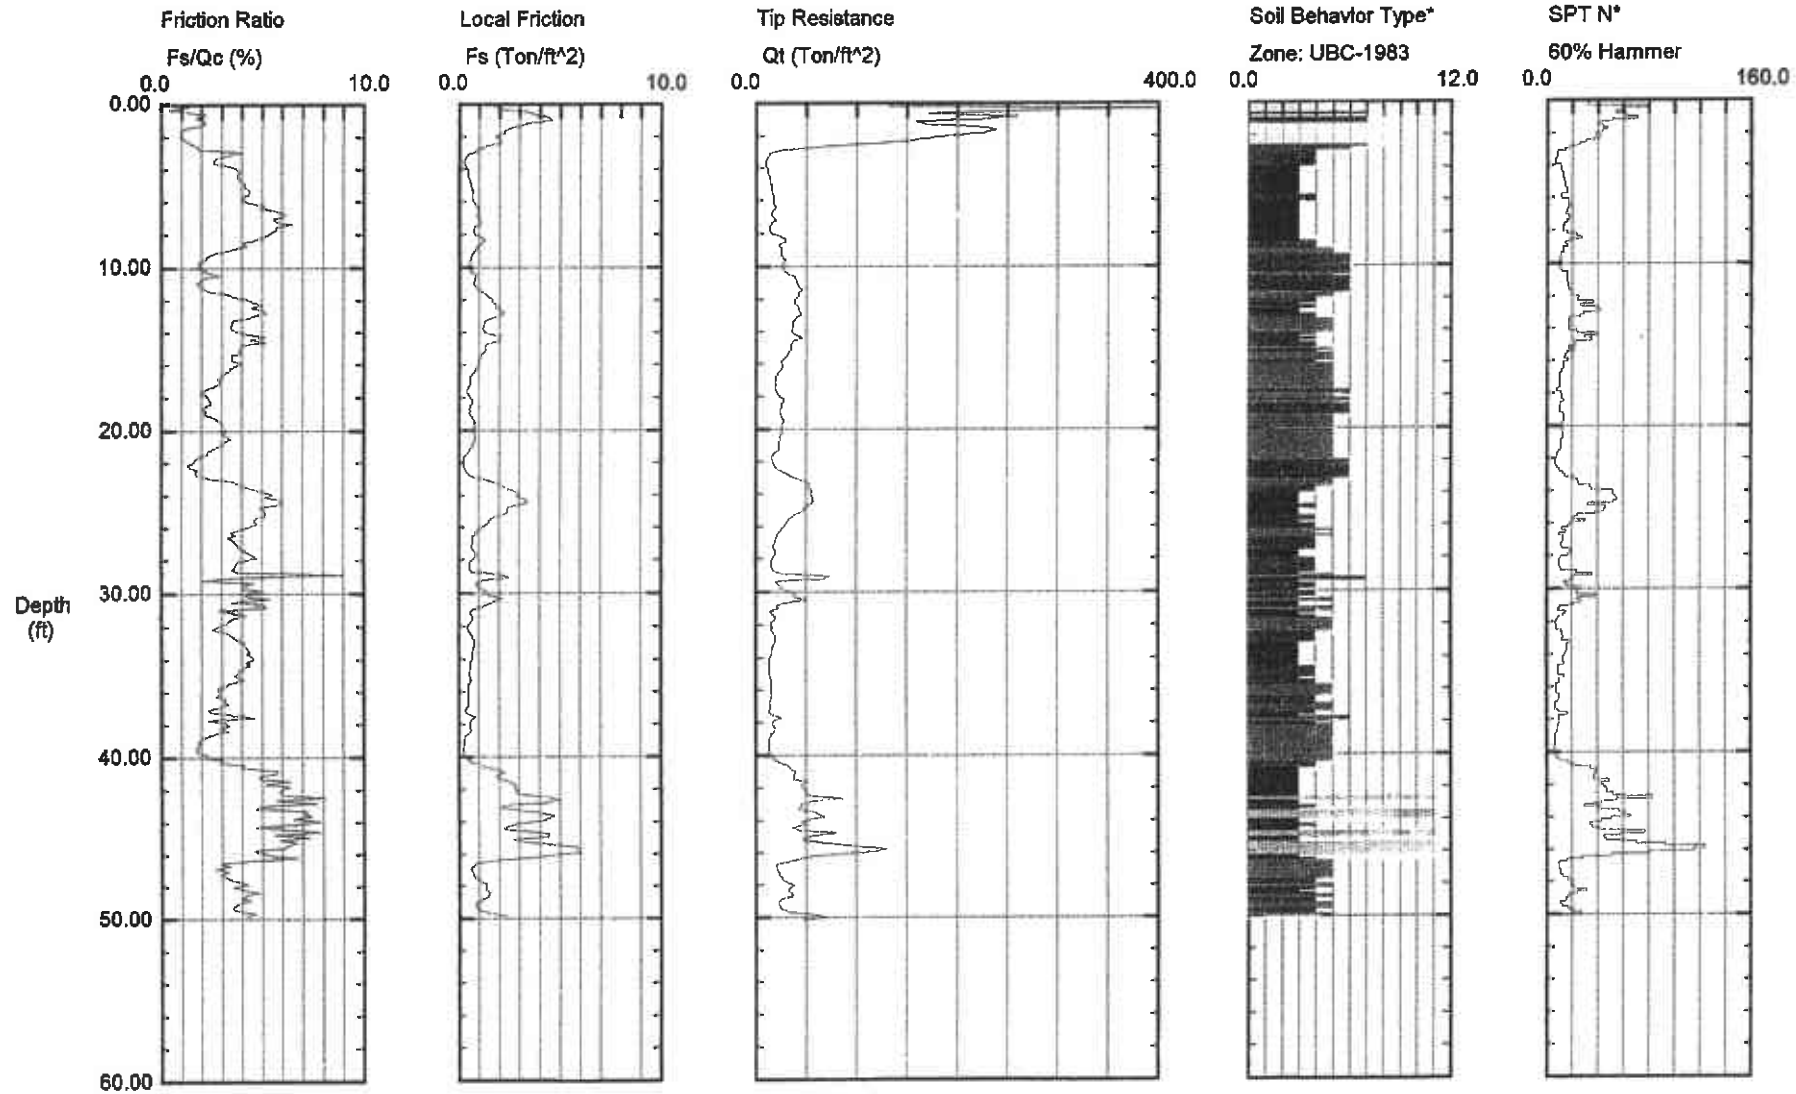 Friction Ratio
Fs/Qc (%)
0.0 10.0
Local Friction
Fs (Ton/ft^2)
0.0 10.0
Tip Resistance
Qt (Ton/ft^2)
0.0 400.0
Soil Behavior Type*
Zone: UBC-1983
0.0 12.0
SPT N*
60% Hammer
0.0 160.0
0.00
10.00
20.00
30.00
Depth
(ft)
40.00
50.00
60.00